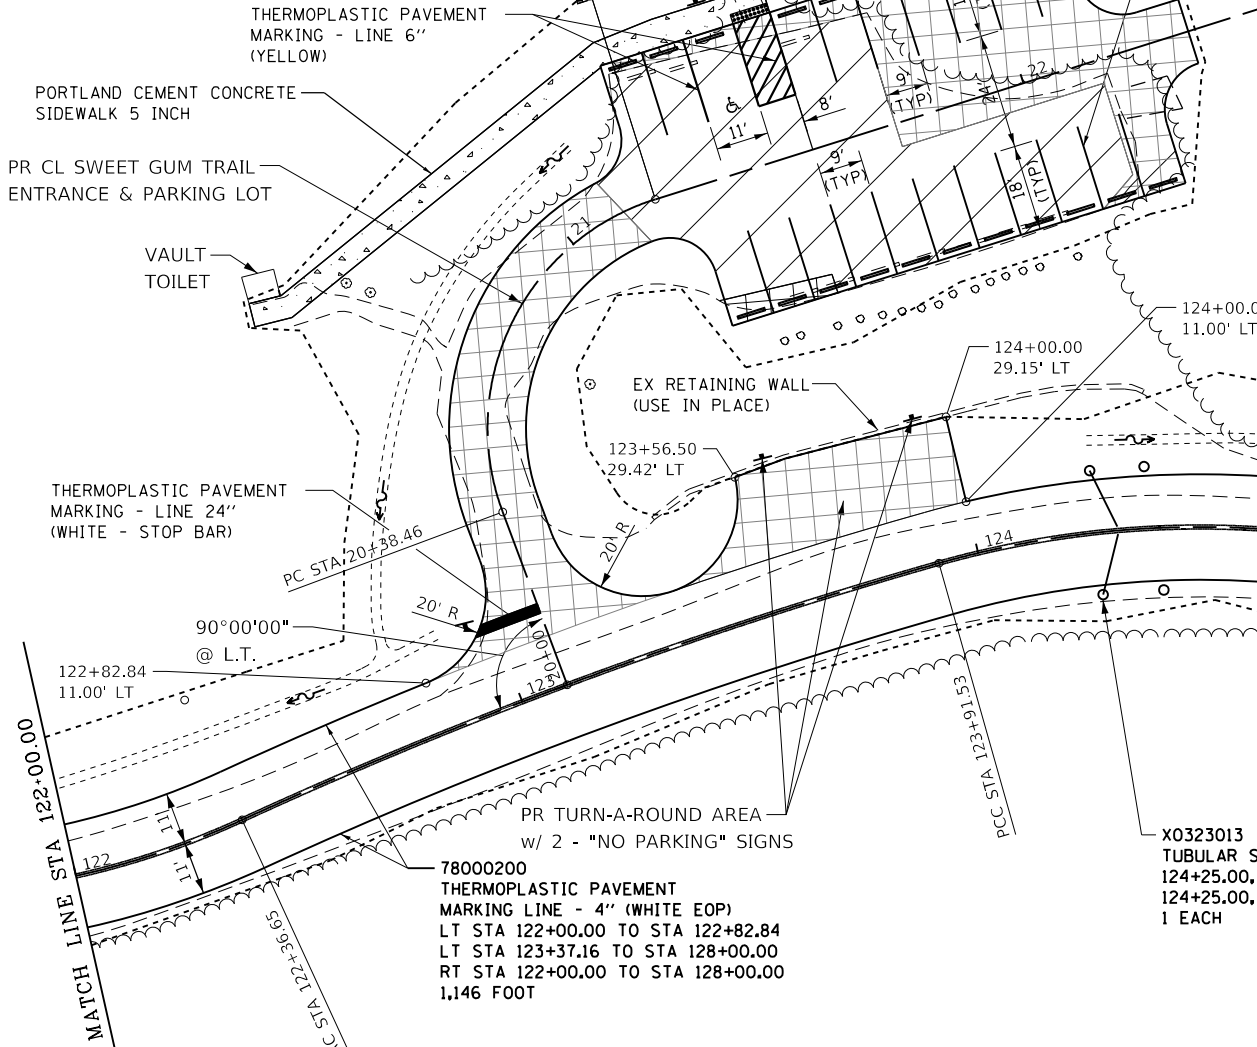 THERMOPLASTIC PAVEMENT
MARKING - LINE 6''
(YELLOW)
PORTLAND CEMENT CONCRETE
SIDEWALK 5 INCH
PR CL SWEET GUM TRAIL
ENTRANCE & PARKING LOT
VAULT
TOILET
11'
8'
9'
(TYP)
9'
(TYP)
24'
22
18'
(TYP)
21
124+00.0
11.00' LT
124+00.00
29.15' LT
EX RETAINING WALL
(USE IN PLACE)
123+56.50
29.42' LT
THERMOPLASTIC PAVEMENT
MARKING - LINE 24''
(WHITE - STOP BAR)
PC STA 20+38.46
20' R
20' R
90°00'00"
@ L.T.
122+82.84
11.00' LT
20+00
123
124
122
11'
11'
MATCH LINE STA 122+00.00
C STA 122+36.65
PCC STA 123+91.53
PR TURN-A-ROUND AREA
w/ 2 - "NO PARKING" SIGNS
78000200
THERMOPLASTIC PAVEMENT
MARKING LINE - 4'' (WHITE EOP)
LT STA 122+00.00 TO STA 122+82.84
LT STA 123+37.16 TO STA 128+00.00
RT STA 122+00.00 TO STA 128+00.00
1,146 FOOT
X0323013
TUBULAR S
124+25.00,
124+25.00,
1 EACH